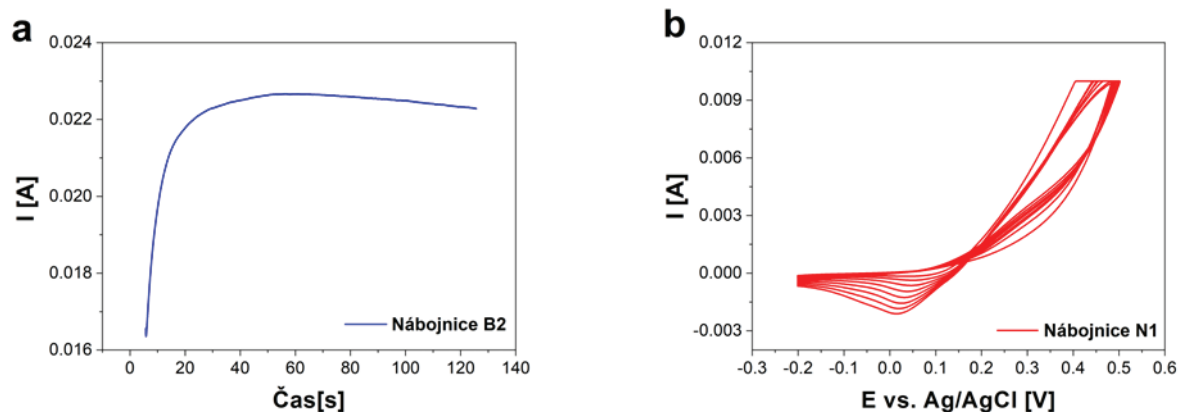 a
0.024
0.022
0.020
0.018
0.016
I [A]
0 20 40 60 80 100 120 140
Čas[s]
Nábojnice B2
b
0.012
0.009
0.006
0.003
0.000
-0.003
I [A]
-0.3 -0.2 -0.1 0.0 0.1 0.2 0.3 0.4 0.5 0.6
E vs. Ag/AgCl [V]
Nábojnice N1